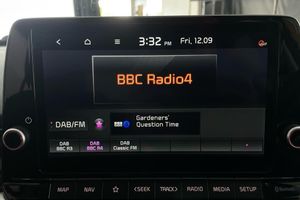 3:32 PM Fri, 12.09
BBC Radio4
DAB/FM
Gardeners'
Question Time
DAB BBC R3 DAB BBC R4 DAB Classic FM
MAP NAV ☆ <SEEK TRACK> RADIO MEDIA SETUP